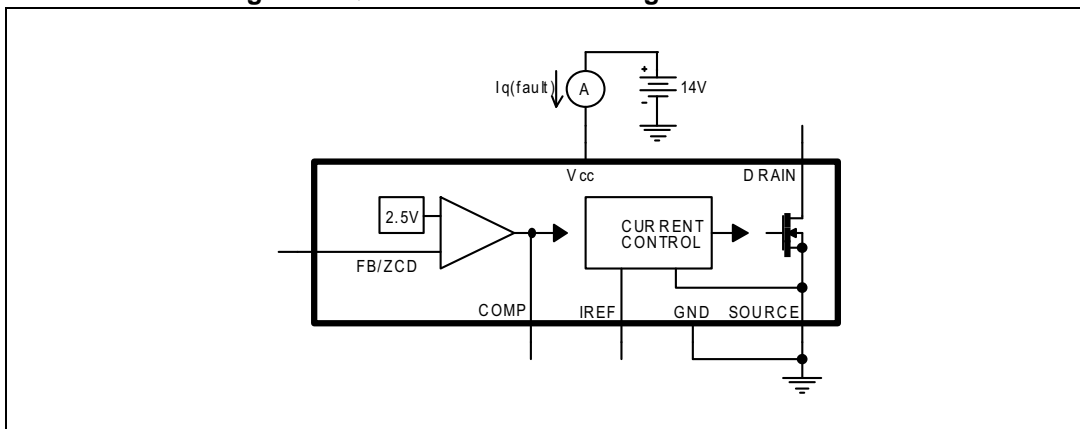 Iq(fault)
A
+
-
14V
Vcc
DRAIN
2.5V
CURRENT
CONTROL
FB/ZCD
COMP
IREF
GND
SOURCE